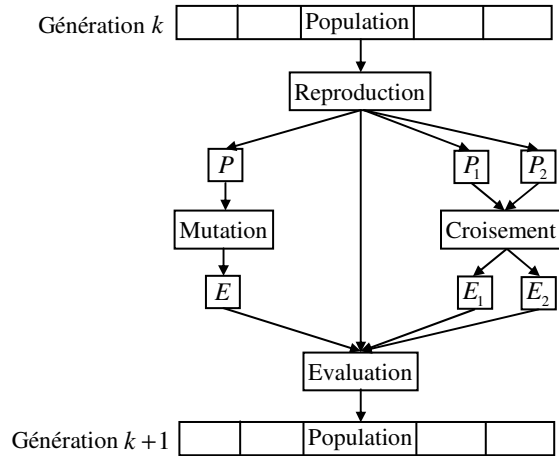 Génération k Population
Reproduction
P P₁ P₂
Mutation Croisement
E E₁ E₂
Evaluation
Génération k+1 Population